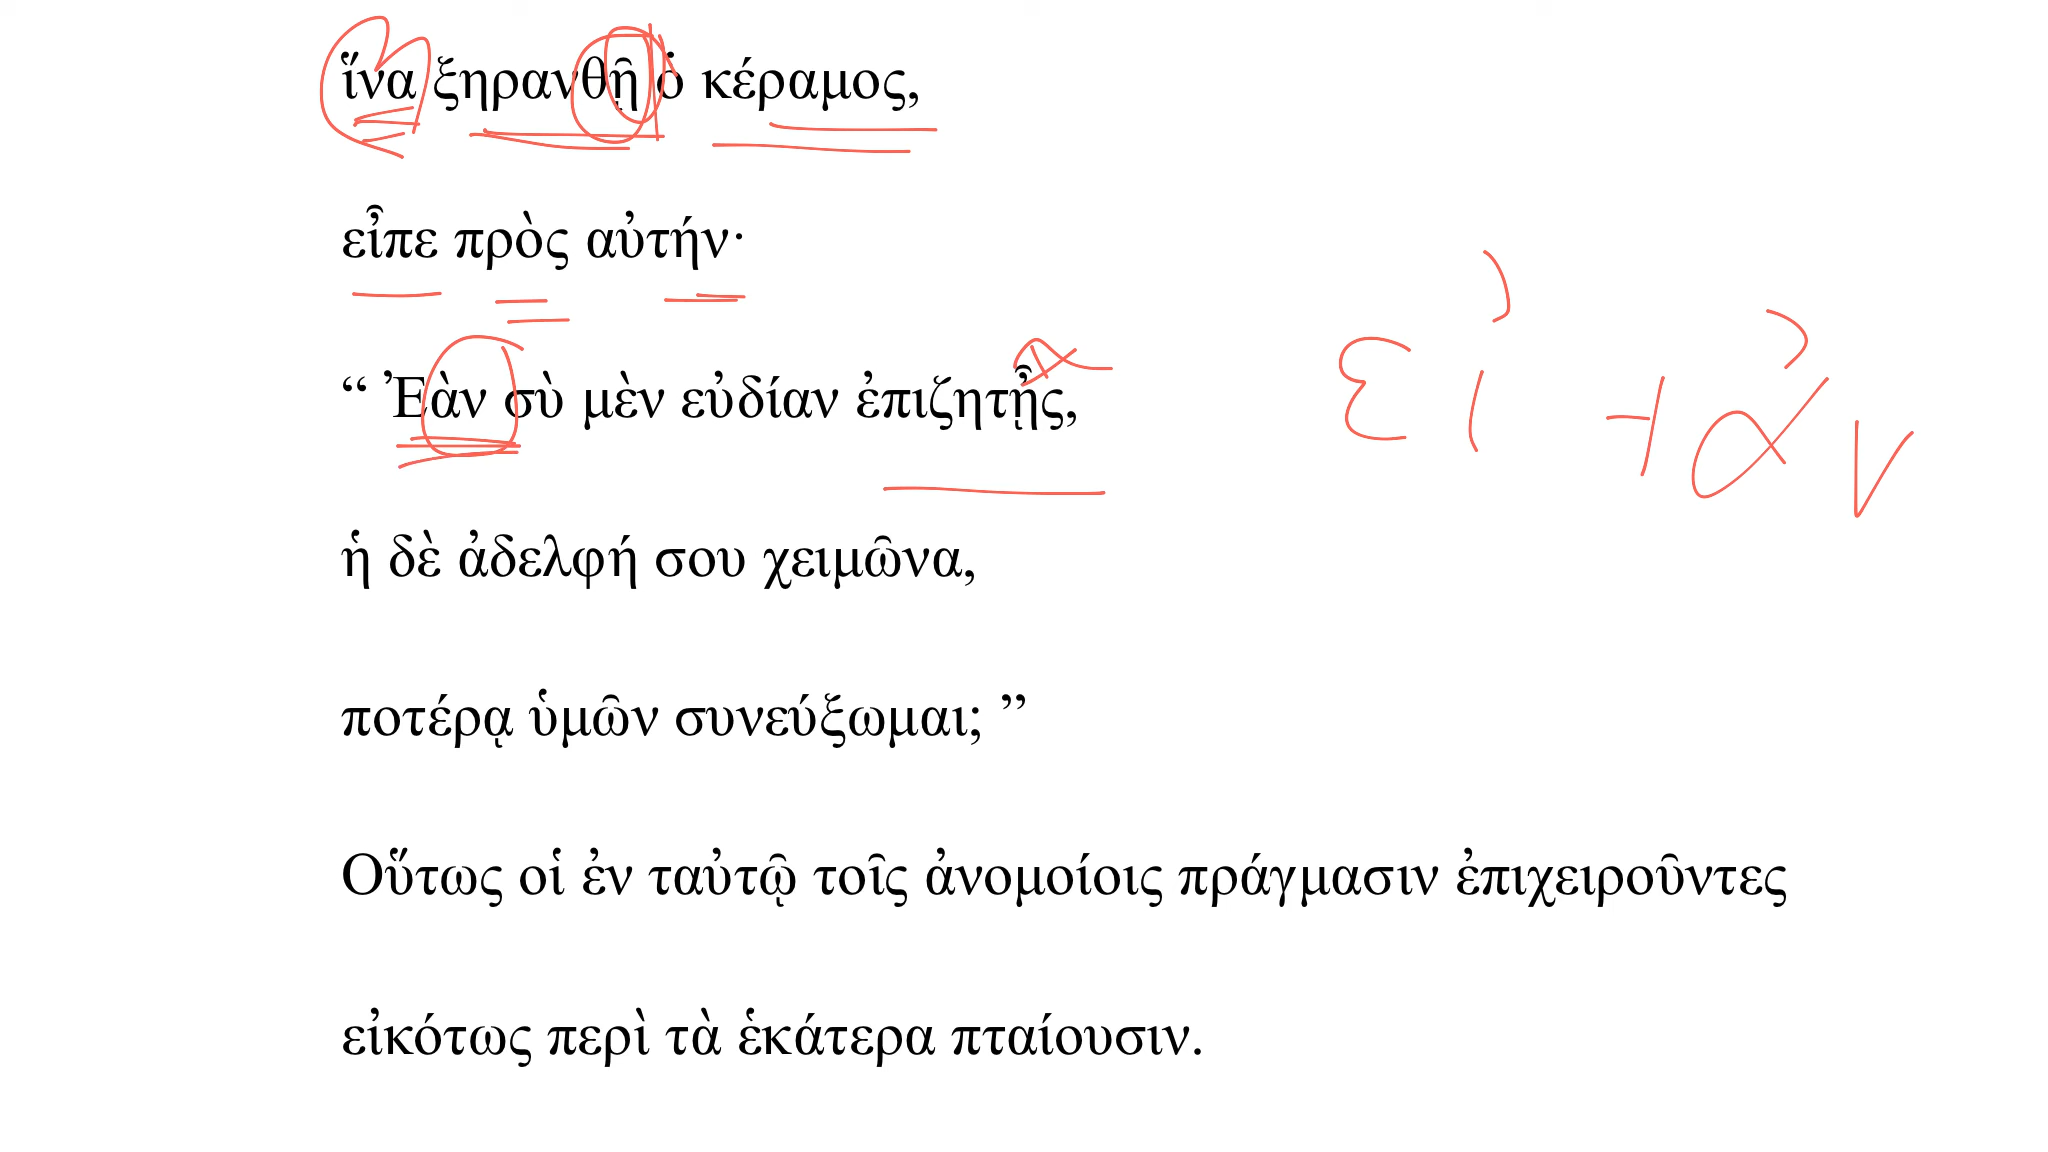 ἵνα ξηρανθῇ ὁ κέραμος,
εἶπε πρὸς αὐτήν·
“ Ἐὰν σὺ μὲν εὐδίαν ἐπιζητῇς,
εἰ + ἀν
ἡ δὲ ἀδελφή σου χειμῶνα,
ποτέρᾳ ὑμῶν συνεύξωμαι; ”
Οὕτως οἱ ἐν ταὐτῷ τοῖς ἀνομοίοις πράγμασιν ἐπιχειροῦντες
εἰκότως περὶ τὰ ἑκάτερα πταίουσιν.